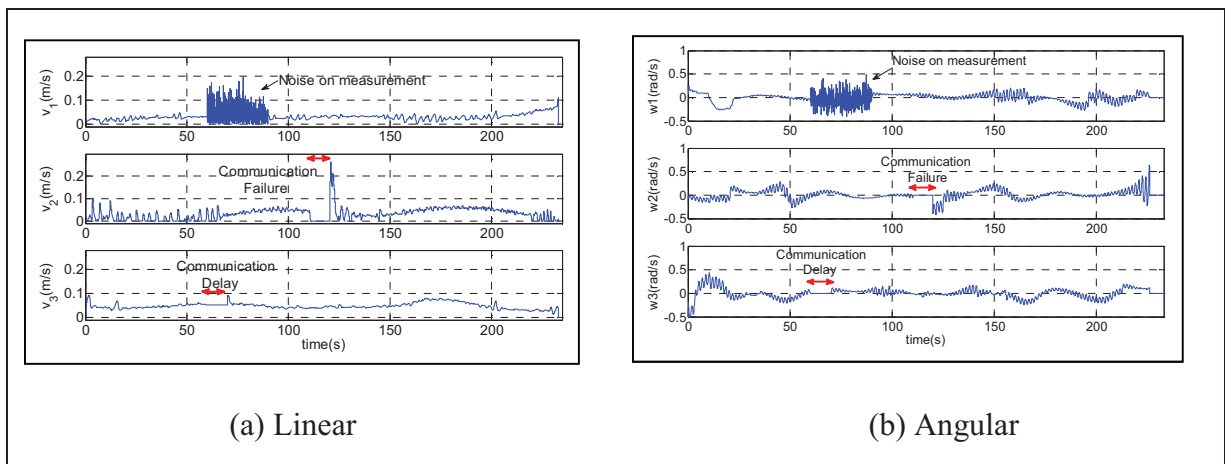 0.2
0.1
0
v1(m/s)
Noise on measurement
0 50 100 150 200
0.2
0.1
0
v2(m/s)
Communication
Failure
0 50 100 150 200
0.2
0.1
0
v3(m/s)
Communication
Delay
0 50 100 150 200
time(s)
(a) Linear
1
0.5
0
-0.5
w1(rad/s)
Noise on measurement
0 50 100 150 200
1
0.5
0
-0.5
w2(rad/s)
Communication
Failure
0 50 100 150 200
1
0.5
0
-0.5
w3(rad/s)
Communication
Delay
0 50 100 150 200
time(s)
(b) Angular